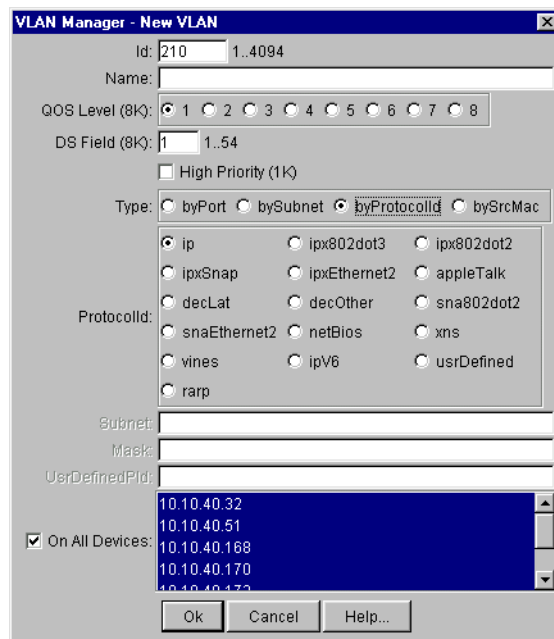 VLAN Manager - New VLAN
Id: 210 1..4094
Name:
QOS Level (8K): 1 2 3 4 5 6 7 8
DS Field (8K): 1 1..54
High Priority (1K)
Type: byPort bySubnet byProtocolId bySrcMac
ip ipx802dot3 ipx802dot2
ipxSnap ipxEthernet2 appleTalk
decLat decOther sna802dot2
ProtocolId:
snaEthernet2 netBios xns
vines ipV6 usrDefined
rarp
Subnet:
Mask:
UsrDefinedPId:
10.10.40.32
10.10.40.51
On All Devices:
10.10.40.168
10.10.40.170
10.10.40.172
Ok Cancel Help...